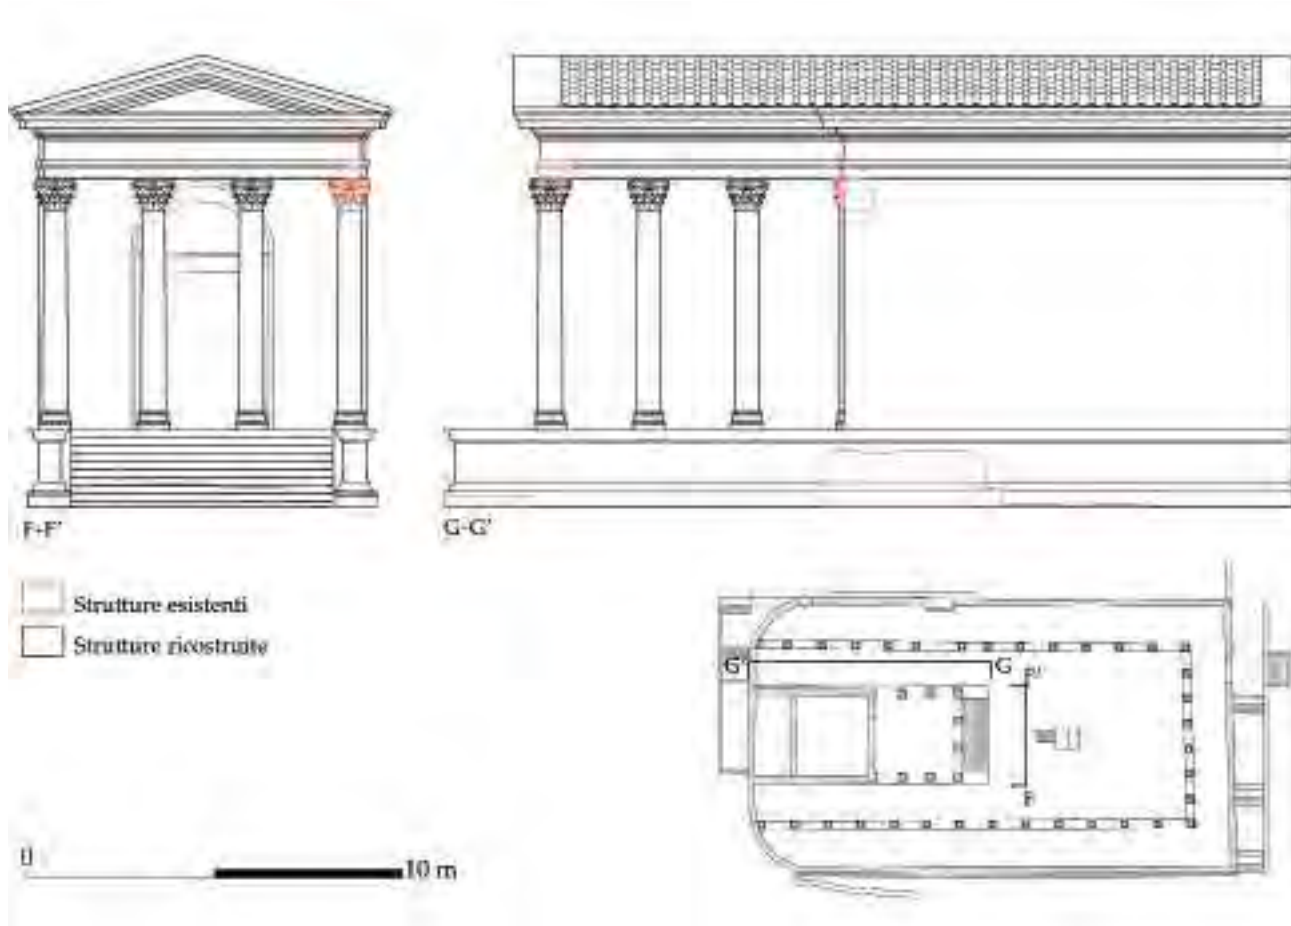 F-F'
G-G'
Strutture esistenti
Strutture ricostruite
G'
G
F
0
10 m